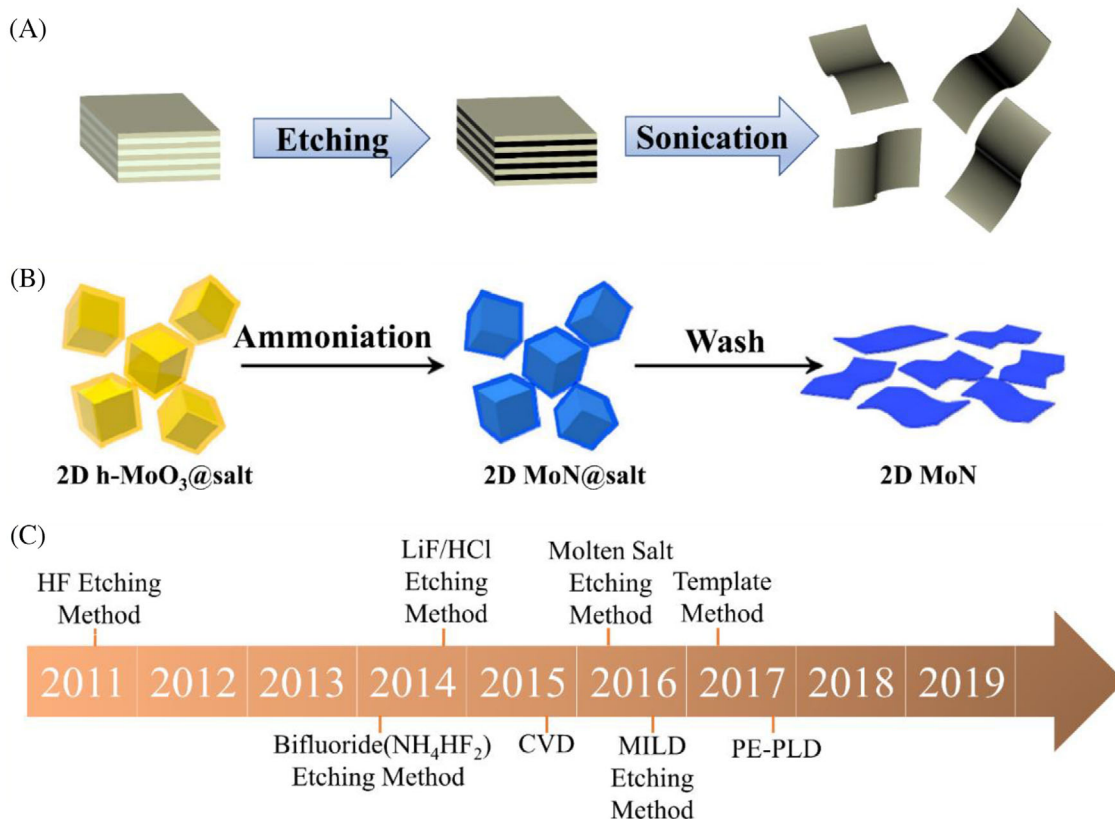 (A)
Etching
Sonication
(B)
Ammoniation
Wash
2D h-MoO₃@salt
2D MoN@salt
2D MoN
(C)
HF Etching
Method
LiF/HCl
Etching
Method
Molten Salt
Etching
Method
Template
Method
2011 2012 2013 2014 2015 2016 2017 2018 2019
Bifluoride(NH₄HF₂)
Etching Method
CVD
MILD
Etching
Method
PE-PLD